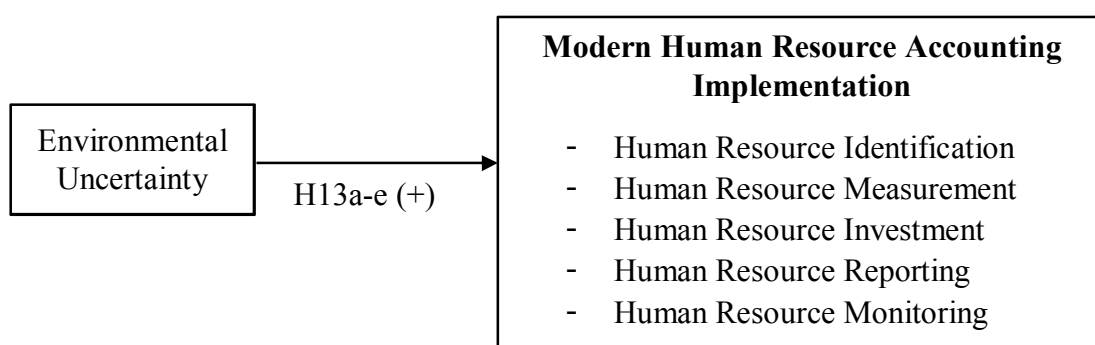 Modern Human Resource Accounting
Implementation
Environmental
Uncertainty
H13a-e (+)
- Human Resource Identification
- Human Resource Measurement
- Human Resource Investment
- Human Resource Reporting
- Human Resource Monitoring